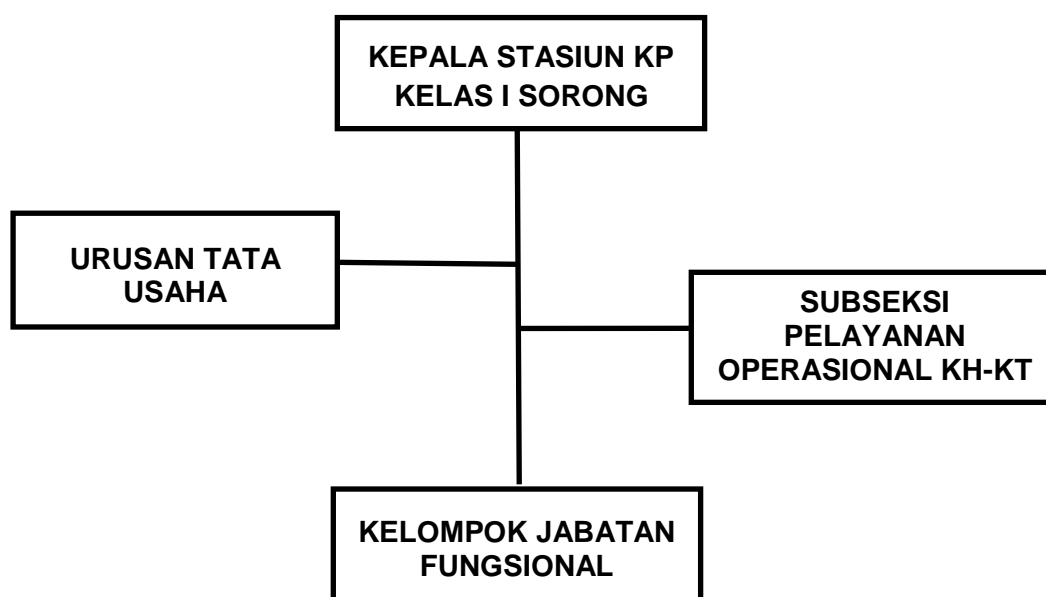 KEPALA STASIUN KP
KELAS I SORONG
URUSAN TATA
USAHA
SUBSEKSI
PELAYANAN
OPERASIONAL KH-KT
KELOMPOK JABATAN
FUNGSIONAL